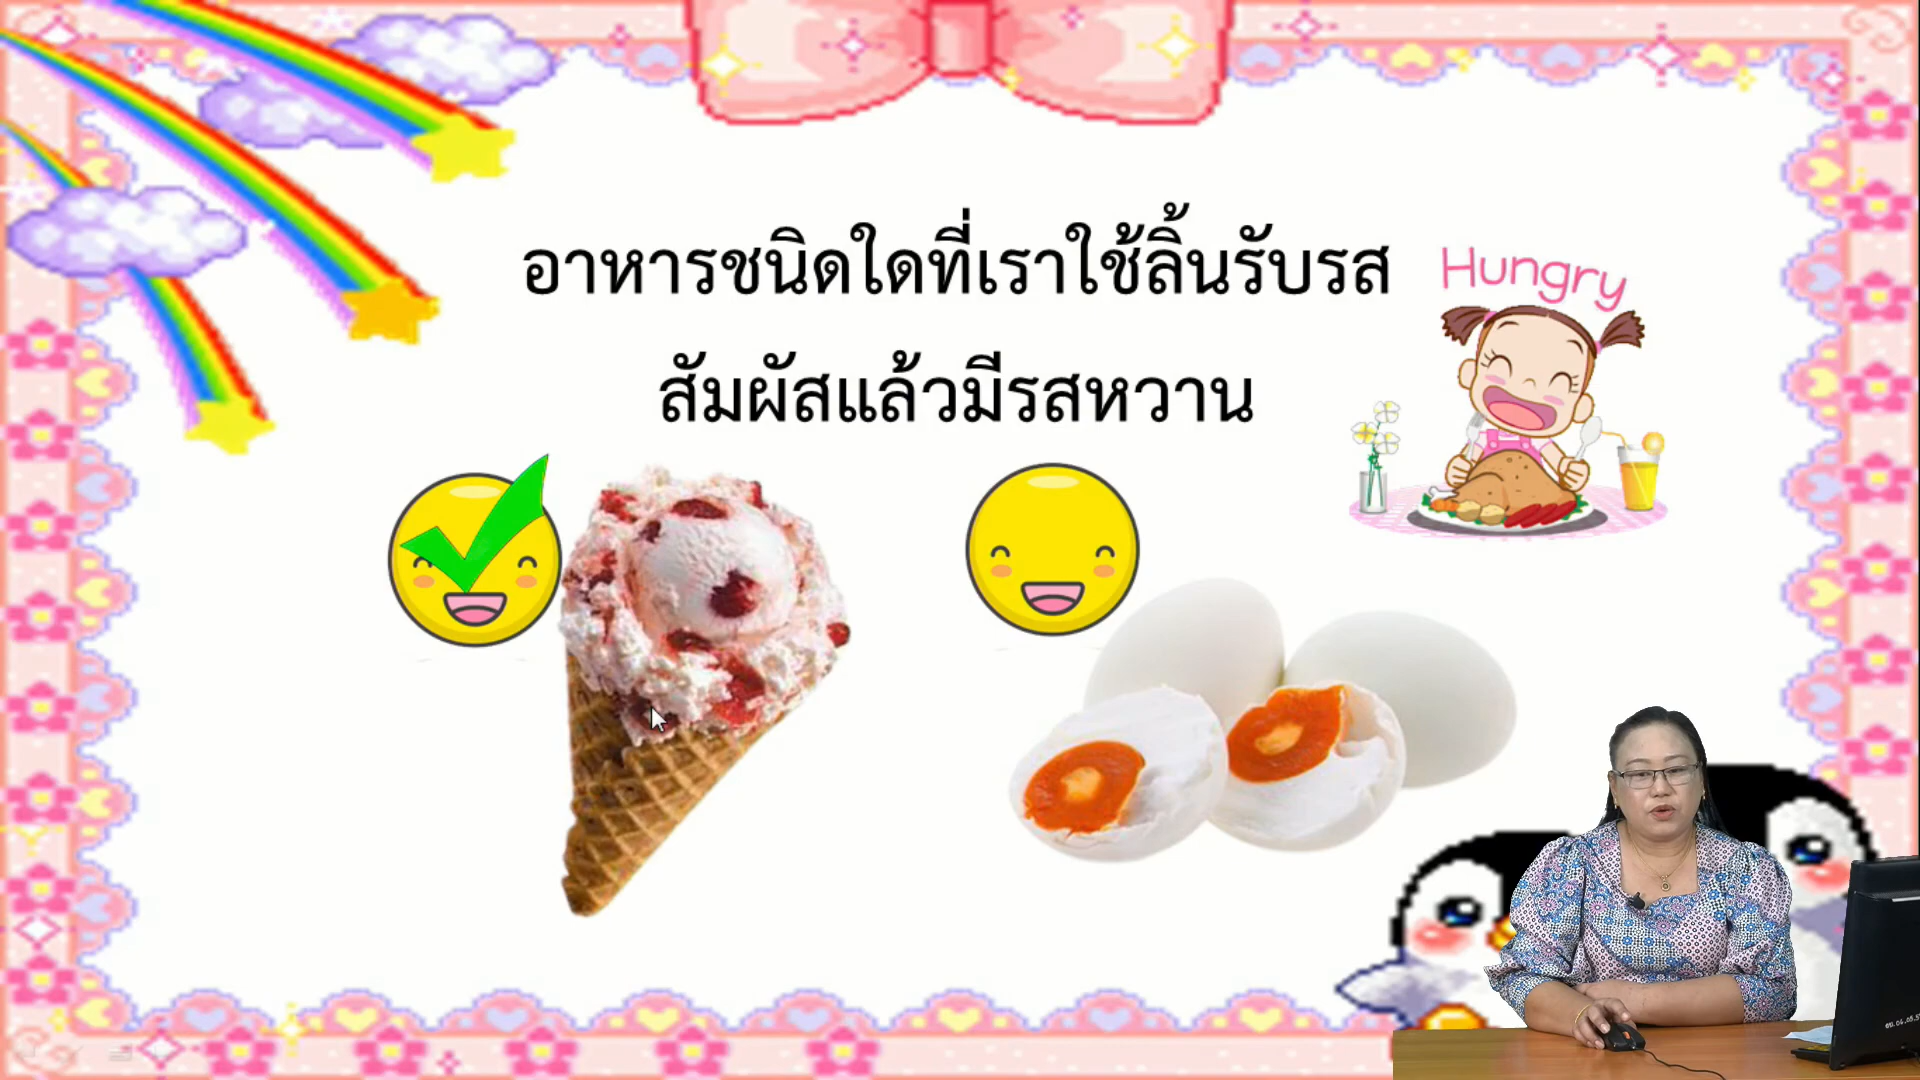 อาหารชนิดใดที่เราใช้ลิ้นรับรส
Hungry
สัมผัสแล้วมีรสหวาน